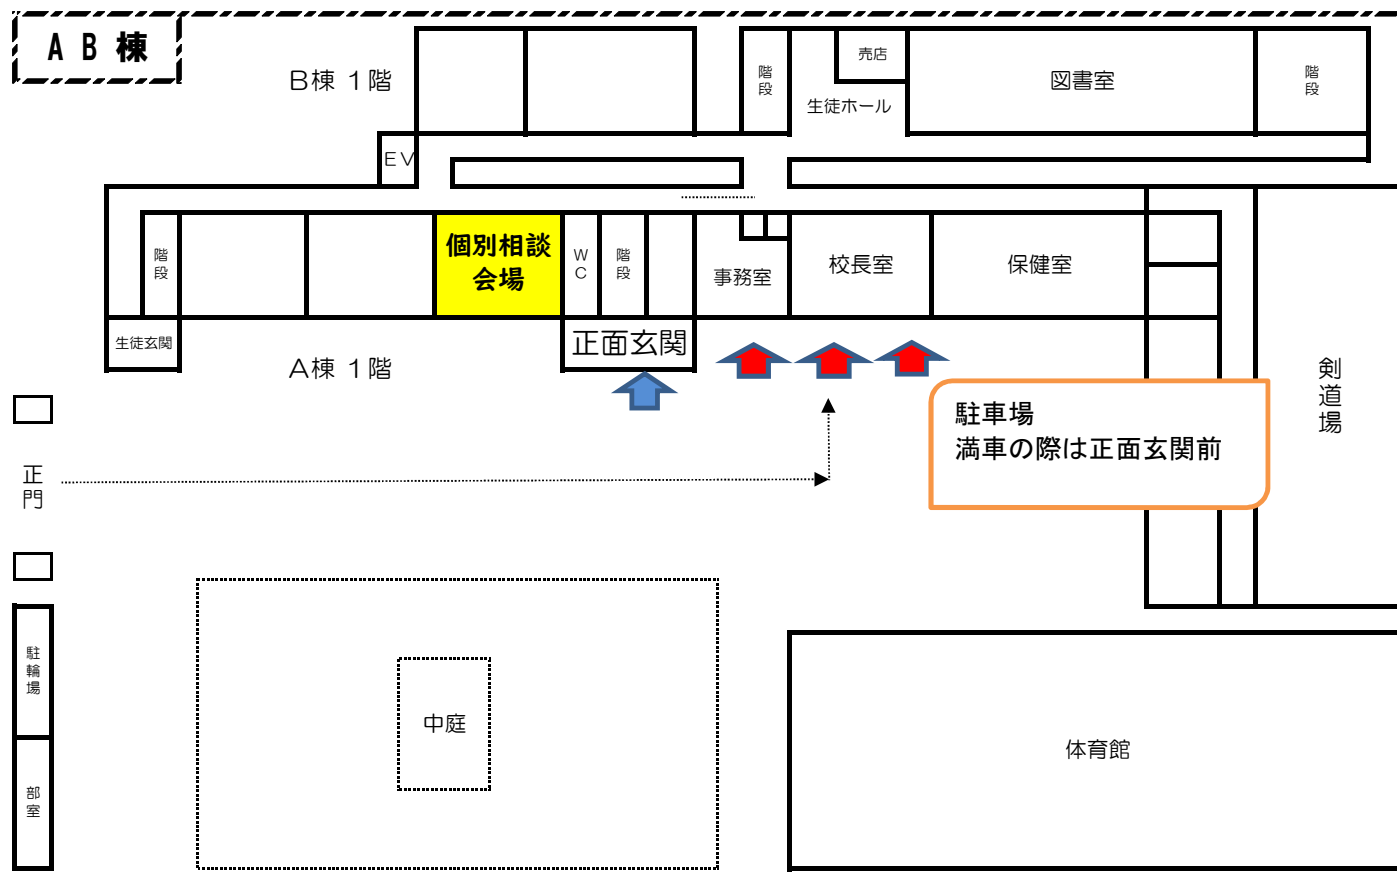 ＡＢ棟
Ｂ棟 １階
階段
売店
生徒ホール
図書室
階段
ＥＶ
階段
個別相談
会場
ＷＣ
階段
事務室
校長室
保健室
生徒玄関
正面玄関
Ａ棟 １階
剣道場
駐車場
満車の際は正面玄関前
正門
駐輪場
中庭
体育館
部室